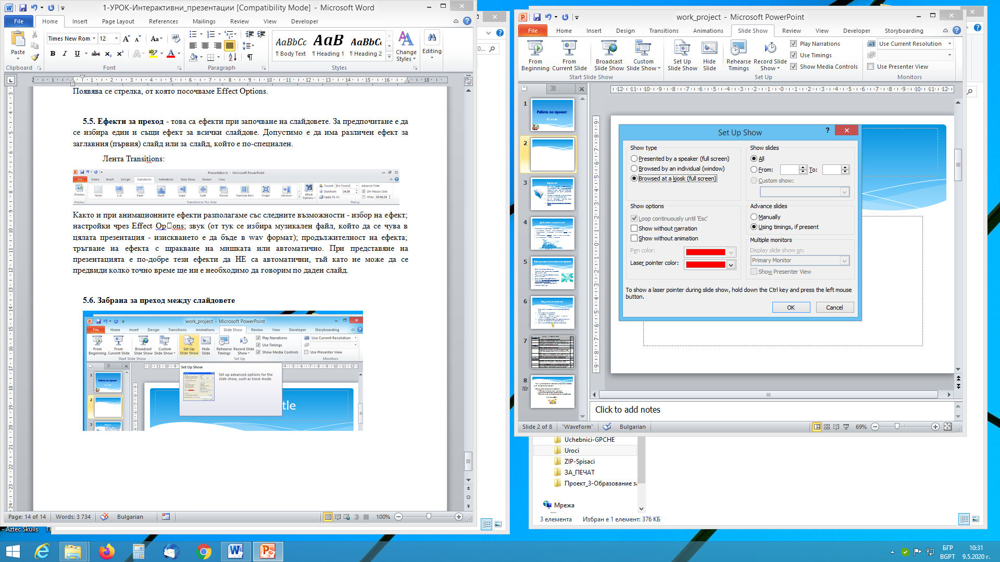 1-УРОК-Интерактивни_презентации [Compatibility Mode] - Microsoft Word
File Home Insert Page Layout References Mailings Review View Developer
Times New Rom 12
Paste
AaBbCc AaB AaBbCc
¶ Body Text ¶ Heading 1 ¶ Heading 2
Change Styles
Editing
Clipboard Font Paragraph Styles
Появява се стрелка, от която посочваме Effect Options.
5.5. Ефекти за преход - това са ефекти при започване на слайдовете. За предпочитане е да
се избира един и същи ефект за всички слайдове. Допустимо е да има различен ефект за
заглавния (първия) слайд или за слайд, който е по-специален.
Лента Transitions:
Presentation1 - Microsoft PowerPoint
File Home Insert Design Transitions Animations Slide Show Review View
Preview None Cut Fade Push Wipe Split Reveal Random Bars Shape Uncover Effect Options
Sound: [No Sound] Advance Slide
Duration: 04,00 On Mouse Click
Apply To All After: 00:00,00
Preview Transition to This Slide Timing
Както и при анимационните ефекти разполагаме със следните възможности - избор на ефект;
настройки чрез Effect Op□ons; звук (от тук се избира музикален файл, който да се чува в
цялата презентация - изискването е да бъде в wav формат); продължителност на ефекта;
тръгване на ефекта с щракване на мишката или автоматично. При представяне на
презентацията е по-добре тези ефекти да НЕ са автоматични, тъй като не може да се
предвиди колко точно време ще ни е необходимо да говорим по даден слайд.
5.6. Забрана за преход между слайдовете
work_project - Microsoft PowerPoint
File Home Insert Design Transitions Animations Slide Show Review View Developer Storyboarding
From Beginning From Current Slide Broadcast Slide Show Custom Slide Show Set Up Slide Show Hide Slide Rehearse Timings Record Slide Show
Play Narrations
Use Timings
Show Media Controls
Use Current Resolution
Use Presenter View
Start Slide Show Set Up Monitors
Set Up Show
Set up advanced options for the
slide show, such as kiosk mode.
1
Работа по проект
2
3
tle
Page: 14 of 14 Words: 3 734 Bulgarian 100%
work_project - Microsoft PowerPoint
File Home Insert Design Transitions Animations Slide Show Review View Developer Storyboarding
From Beginning From Current Slide Broadcast Slide Show Custom Slide Show Set Up Slide Show Hide Slide Rehearse Timings Record Slide Show
Play Narrations
Use Timings
Show Media Controls
Use Current Resolution
Use Presenter View
Start Slide Show Set Up Monitors
1
Работа по проект
2
3
4
5
6
7
8
Set Up Show
Show type
Presented by a speaker (full screen)
Browsed by an individual (window)
Browsed at a kiosk (full screen)
Show slides
All
From: To:
Custom show:
Show options
Loop continuously until 'Esc'
Show without narration
Show without animation
Pen color:
Laser pointer color:
Advance slides
Manually
Using timings, if present
Multiple monitors
Display slide show on:
Primary Monitor
Show Presenter View
To show a laser pointer during slide show, hold down the Ctrl key and press the left mouse
button.
OK Cancel
Click to add notes
Slide 2 of 8 "Waveform" Bulgarian 69%
Uchebnici-GPCHE
Uroci
ZIP-Spisaci
ЗА_ПЕЧАТ
Проект_3-Образование за
Мрежа
3 елемента Избран е 1 елемент: 376 КБ
- Aztec Skulls
БГР
BGPT
10:31
9.5.2020 г.